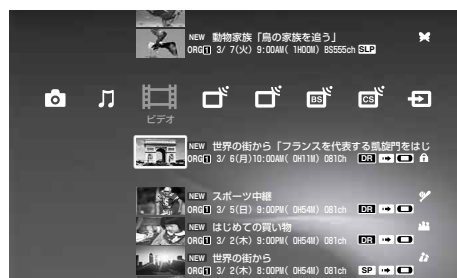 NEW 動物家族「鳥の家族を追う」
ORG1 3/ 7(火) 9:00AM( 1H00M) BS555ch SLP
BS
CS
ビデオ
NEW 世界の街から「フランスを代表する凱旋門をはじ
ORG1 3/ 6(月)10:00AM( 0H11M) 081Ch DR
NEW スポーツ中継
ORG1 3/ 5(日) 9:00PM( 0H54M) 081ch DR
NEW はじめての買い物
ORG1 3/ 2(木) 9:00PM( 0H54M) 081ch DR
NEW 世界の街から
ORG1 3/ 2(木) 8:00PM( 0H54M) 081ch SP